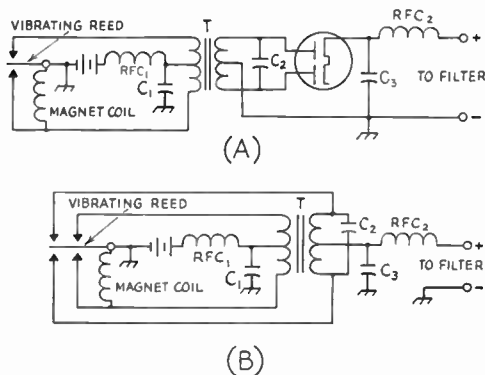 VIBRATING REED
T
RFC₂
+
RFC₁
C₁
C₂
C₃
TO FILTER
MAGNET COIL
-
(A)
VIBRATING REED
T
C₂
RFC₂
+
RFC₁
C₁
C₃
TO FILTER
MAGNET COIL
-
(B)